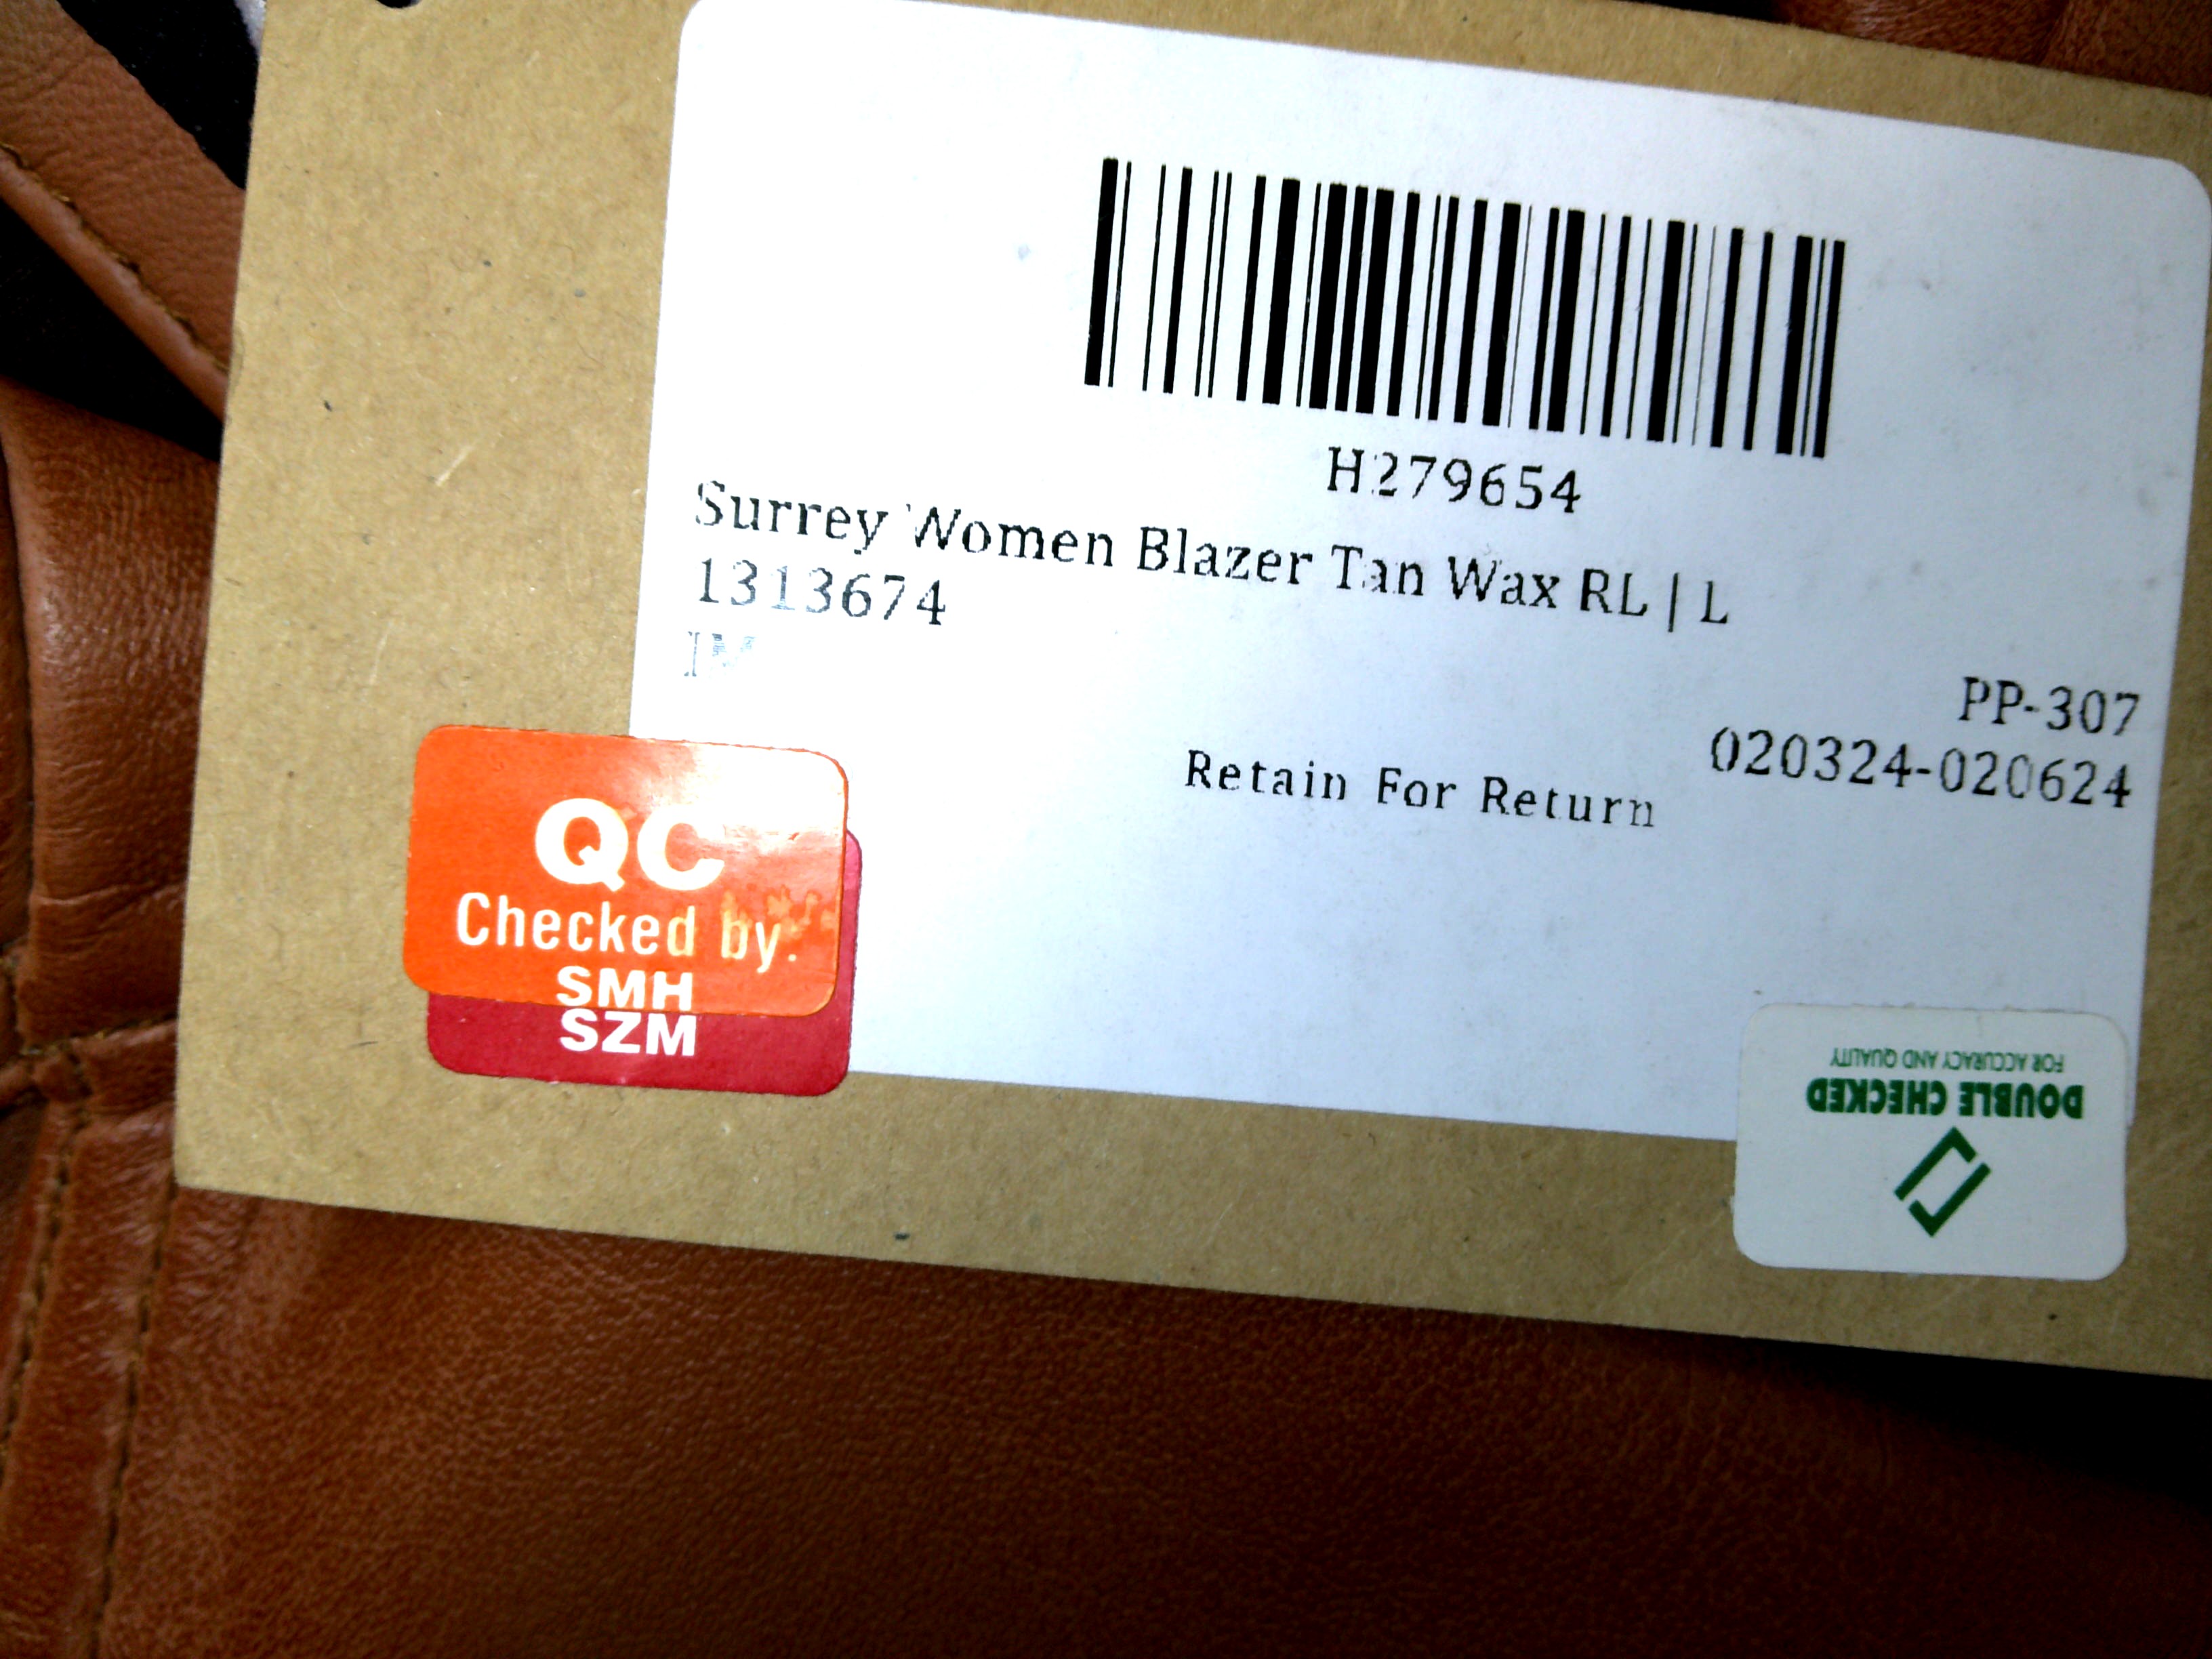 H279654
Surrey Women Blazer Tan Wax RL | L
1313674
PP-307
020324-020624
Retain For Return
QC
Checked by:
SMH
SZM
DOUBLE CHECKED
FOR ACCURACY AND QUALITY